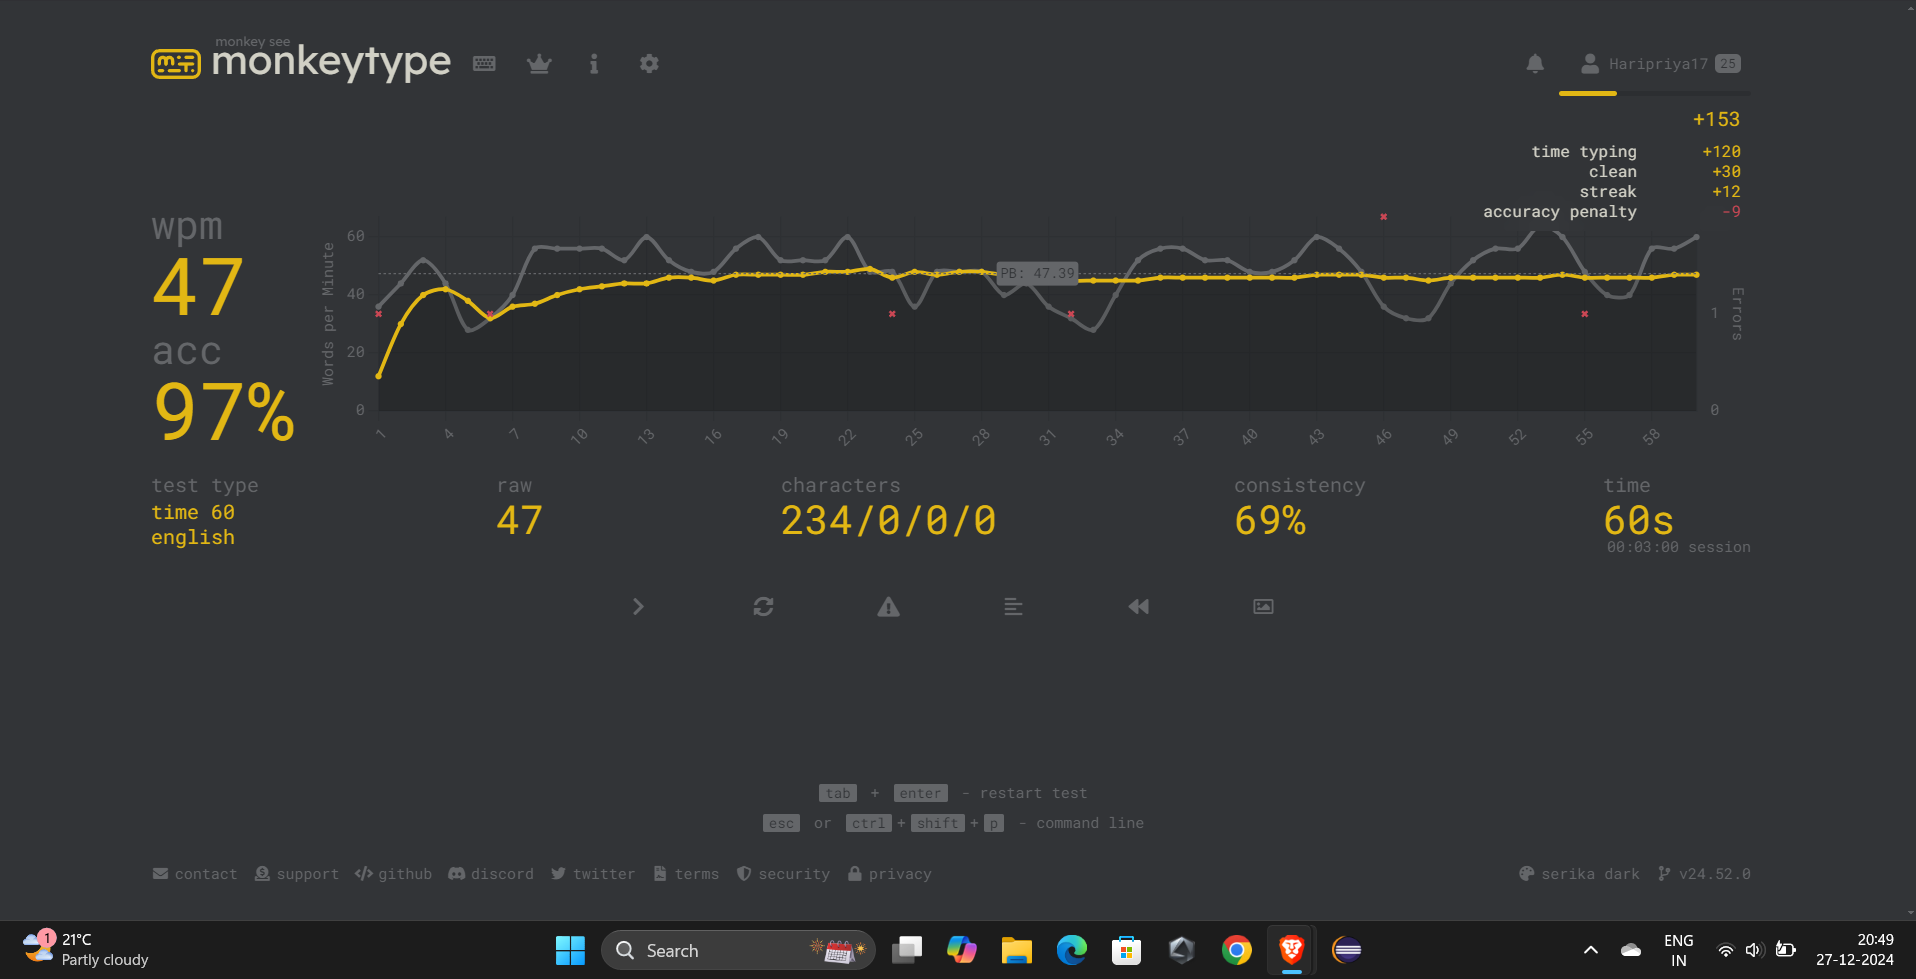 monkey see
monkeytype
Haripriya17 25
+153
time typing +120
clean +30
streak +12
accuracy penalty -9
wpm
47
acc
97%
Words per Minute
60
40
20
0
PB: 47.39
1
0
Errors
1 4 7 10 13 16 19 22 25 28 31 34 37 40 43 46 49 52 55 58
test type
time 60
english
raw
47
characters
234/0/0/0
consistency
69%
time
60s
00:03:00 session
tab + enter - restart test
esc or ctrl + shift + p - command line
contact support github discord twitter terms security privacy
serika dark v24.52.0
1
21°C
Partly cloudy
Search
ENG
IN
20:49
27-12-2024